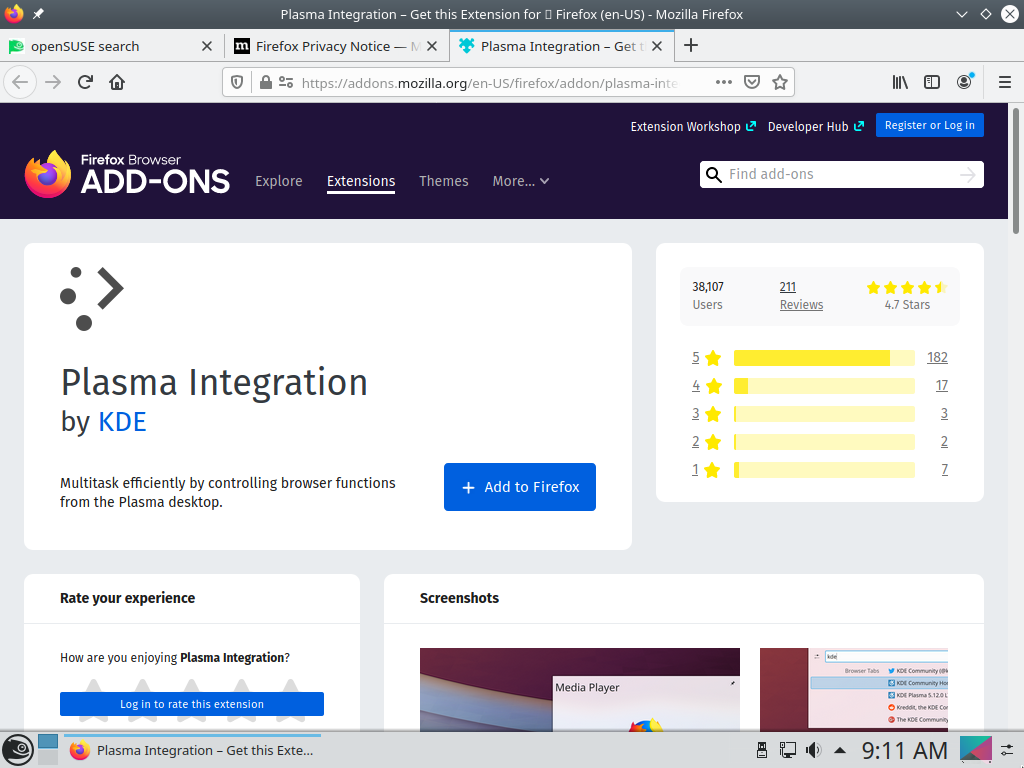 Plasma Integration – Get this Extension for Firefox (en-US) - Mozilla Firefox
openSUSE search
Firefox Privacy Notice — M
Plasma Integration – Get t
https://addons.mozilla.org/en-US/firefox/addon/plasma-inte
Extension Workshop
Developer Hub
Register or Log in
Firefox Browser
ADD-ONS
Explore
Extensions
Themes
More...
Find add-ons
Plasma Integration
by KDE
Multitask efficiently by controlling browser functions
from the Plasma desktop.
+ Add to Firefox
38,107
Users
211
Reviews
4.7 Stars
5 182
4 17
3 3
2 2
1 7
Rate your experience
How are you enjoying Plasma Integration?
Log in to rate this extension
Screenshots
Media Player
kde
Browser Tabs
KDE Community (@k
KDE Community Ho
KDE Plasma 5.12.0 L
Kreddit, the KDE Co
The KDE Community
Plasma Integration – Get this Exte...
9:11 AM